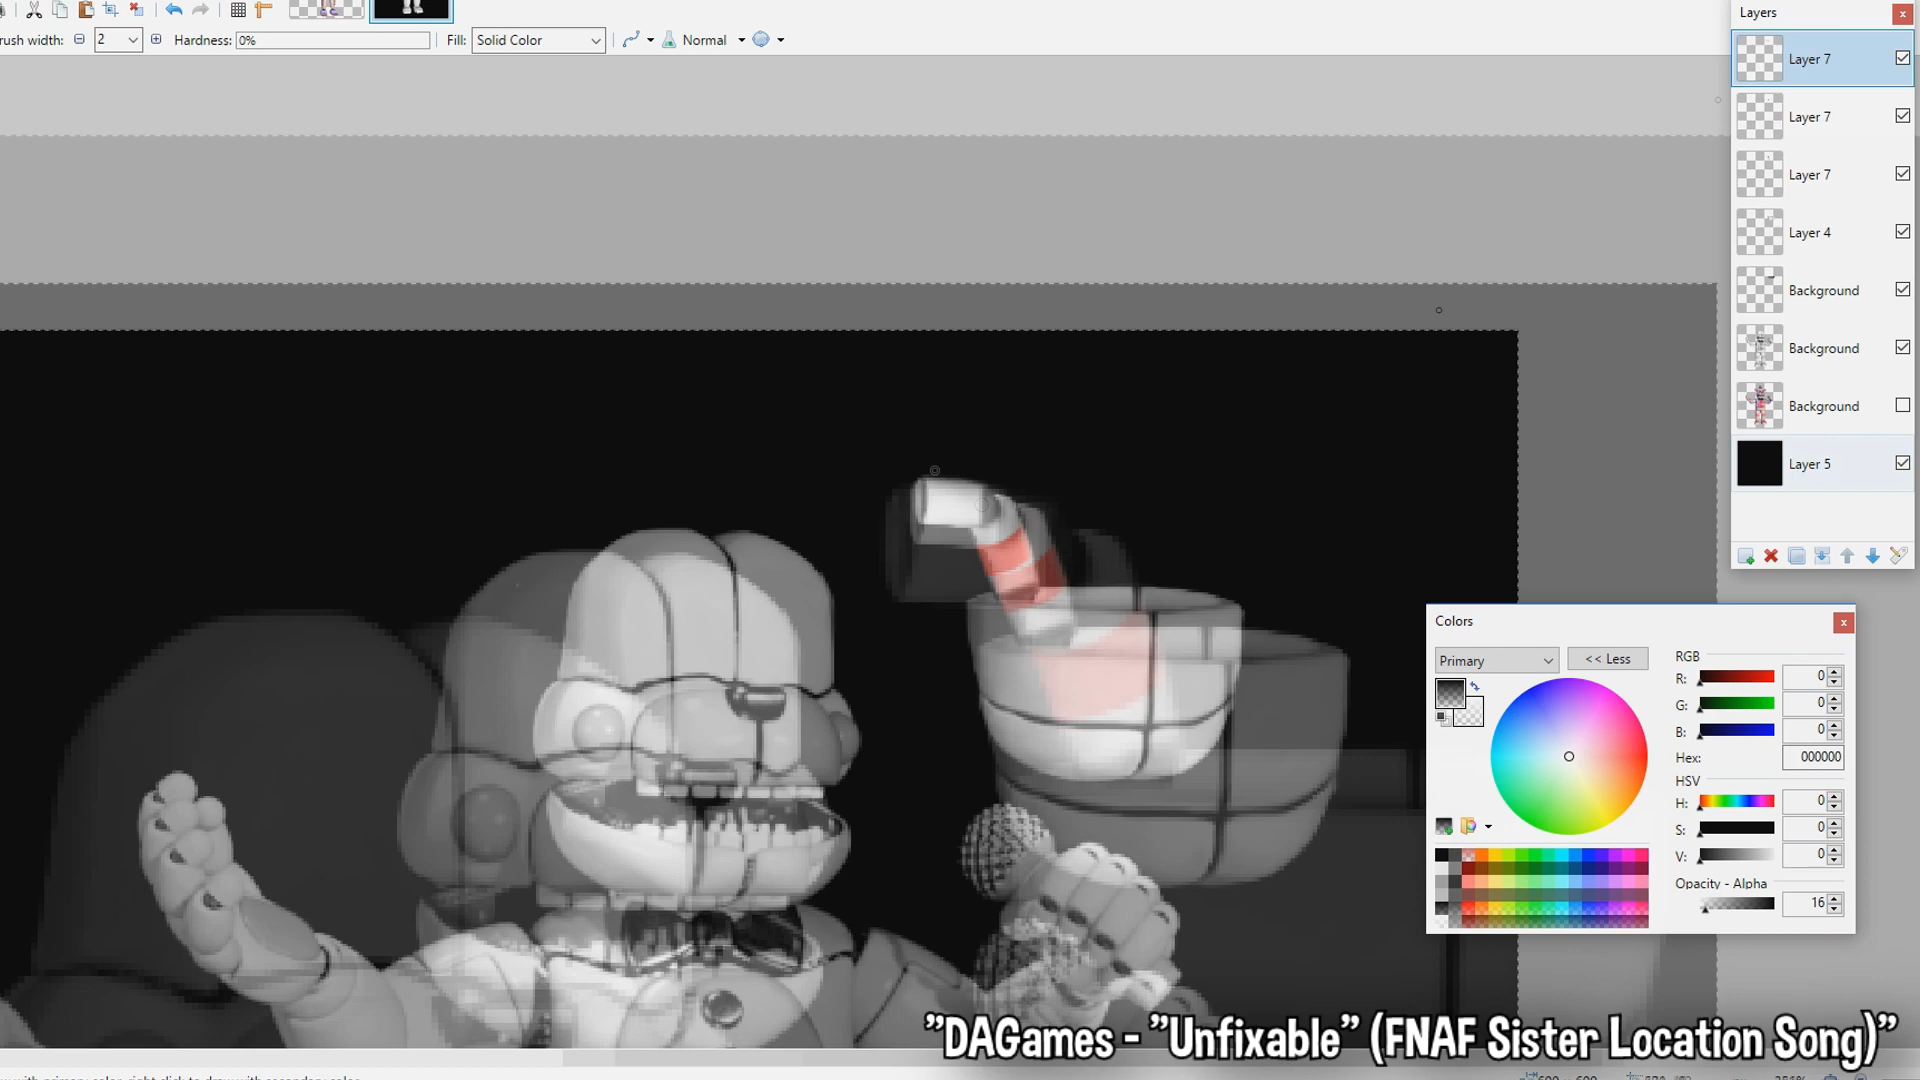 Layers
rush width:
2
Hardness:
0%
Fill:
Solid Color
Normal
Layer 7
Layer 7
Layer 7
Layer 4
Background
Background
Background
Layer 5
Colors
Primary
<< Less
RGB
R:
0
G:
0
B:
0
Hex:
000000
HSV
H:
0
S:
0
V:
0
Opacity - Alpha
16
"DAGames - "Unfixable" (FNAF Sister Location Song)"